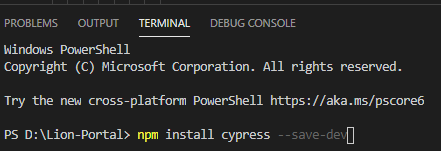 PROBLEMS OUTPUT TERMINAL DEBUG CONSOLE
Windows PowerShell
Copyright (C) Microsoft Corporation. All rights reserved.
Try the new cross-platform PowerShell https://aka.ms/pscore6
PS D:\Lion-Portal> npm install cypress --save-dev